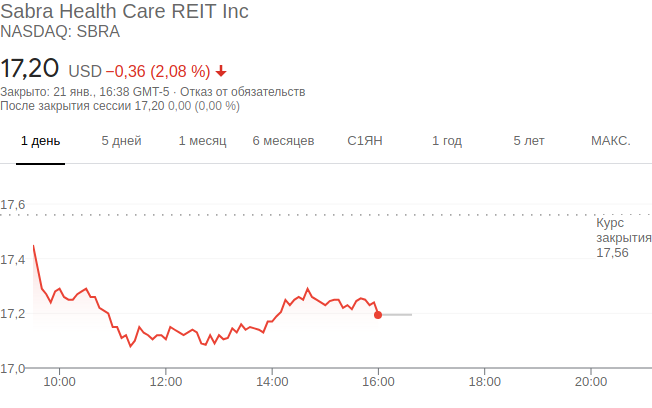 Sabra Health Care REIT Inc
NASDAQ: SBRA
17,20 USD −0,36 (2,08 %)
Закрыто: 21 янв., 16:38 GMT-5 · Отказ от обязательств
После закрытия сессии 17,20 0,00 (0,00 %)
1 день 5 дней 1 месяц 6 месяцев С1ЯН 1 год 5 лет МАКС.
17,6
Курс
закрытия
17,56
17,4
17,2
17,0
10:00 12:00 14:00 16:00 18:00 20:00